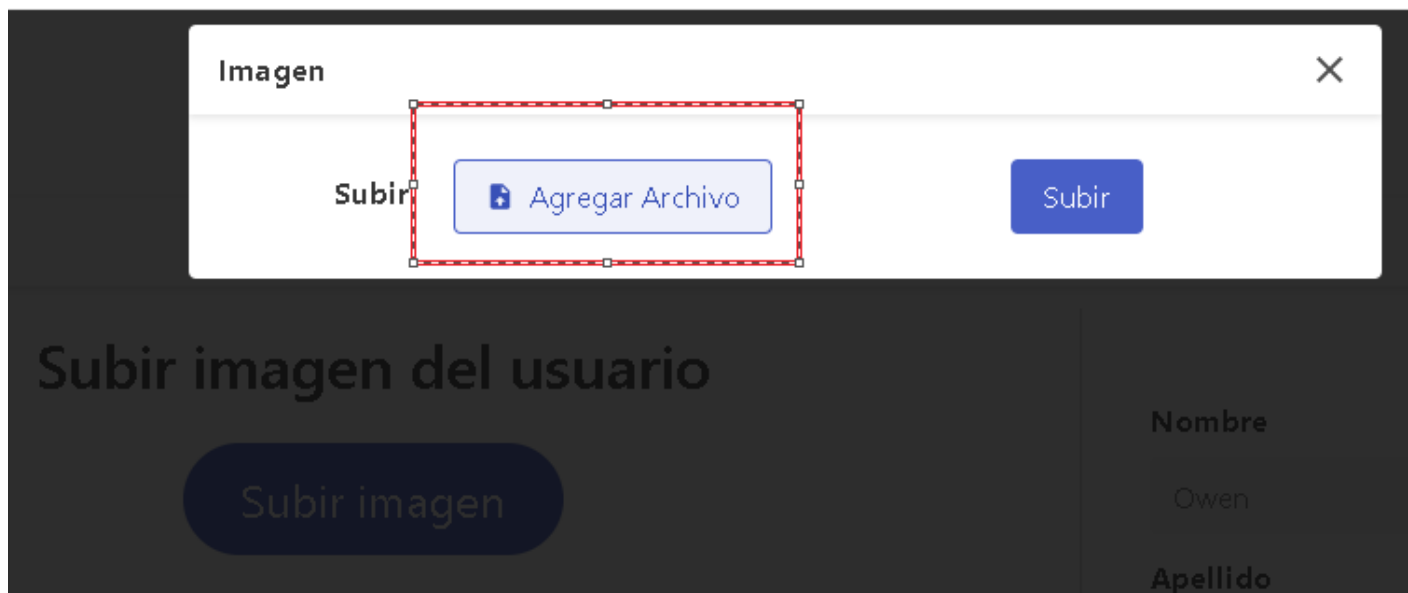 Imagen
Subir Agregar Archivo Subir
Subir imagen del usuario
Subir imagen
Nombre
Owen
Apellido